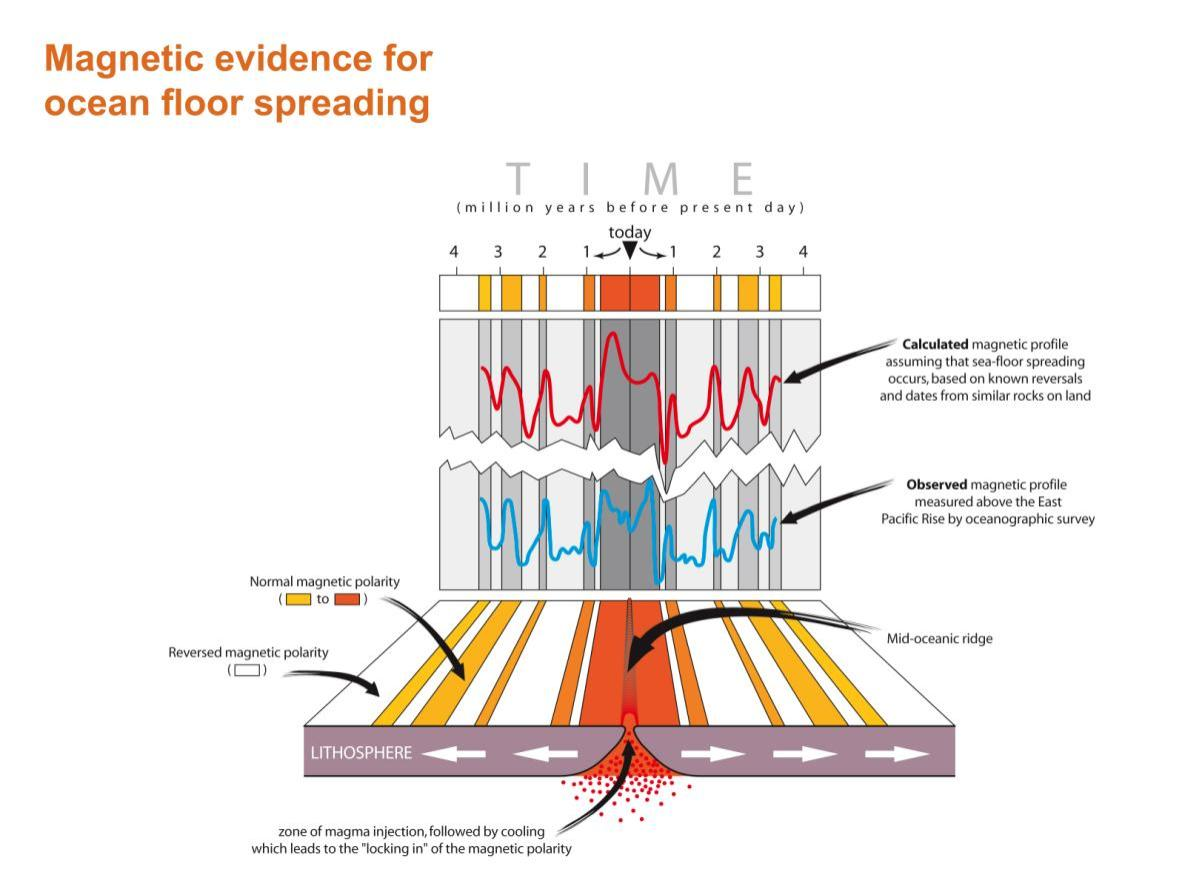 Magnetic evidence for
ocean floor spreading
T I M E
(million years before present day)
today
4 3 2 1 1 2 3 4
Calculated magnetic profile
assuming that sea-floor spreading
occurs, based on known reversals
and dates from similar rocks on land
Observed magnetic profile
measured above the East
Pacific Rise by oceanographic survey
Normal magnetic polarity
( to )
Reversed magnetic polarity
( )
Mid-oceanic ridge
LITHOSPHERE
zone of magma injection, followed by cooling
which leads to the "locking in" of the magnetic polarity